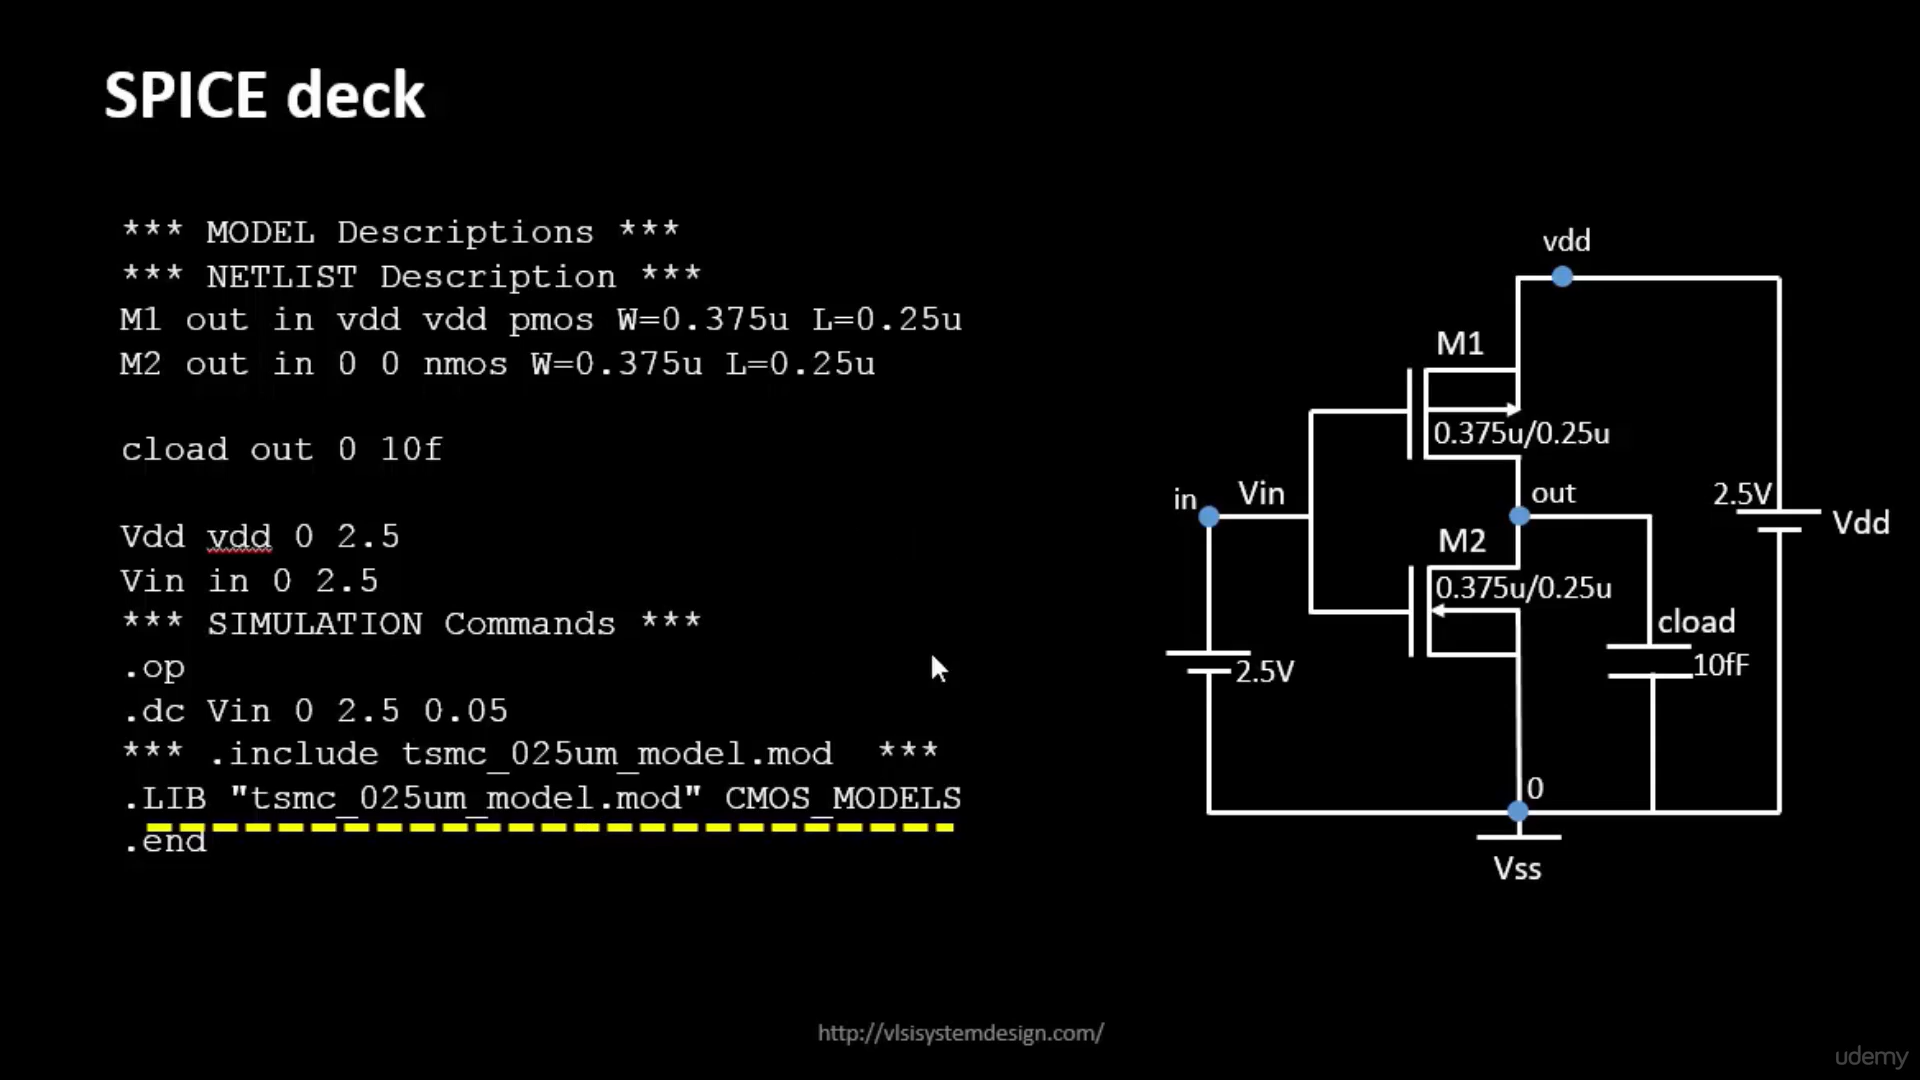 SPICE deck
*** MODEL Descriptions ***
*** NETLIST Description ***
M1 out in vdd vdd pmos W=0.375u L=0.25u
M2 out in 0 0 nmos W=0.375u L=0.25u
cload out 0 10f
Vdd vdd 0 2.5
Vin in 0 2.5
*** SIMULATION Commands ***
.op
.dc Vin 0 2.5 0.05
*** .include tsmc_025um_model.mod ***
.LIB "tsmc_025um_model.mod" CMOS_MODELS
.end
vdd
M1
0.375u/0.25u
in
Vin
out
2.5V
Vdd
M2
0.375u/0.25u
cload
10fF
2.5V
0
Vss
http://vlsisystemdesign.com/
udemy